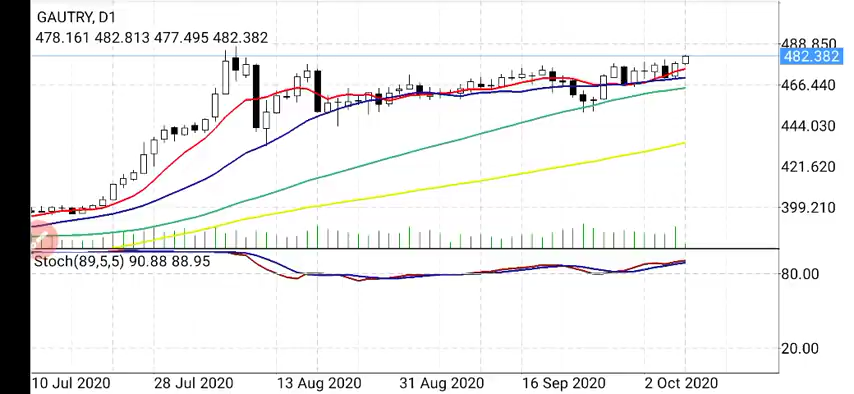 GAUTRY, D1
478.161 482.813 477.495 482.382
488.850
482.382
466.440
444.030
421.620
399.210
Stoch(89,5,5) 90.88 88.95
80.00
20.00
10 Jul 2020 28 Jul 2020 13 Aug 2020 31 Aug 2020 16 Sep 2020 2 Oct 2020